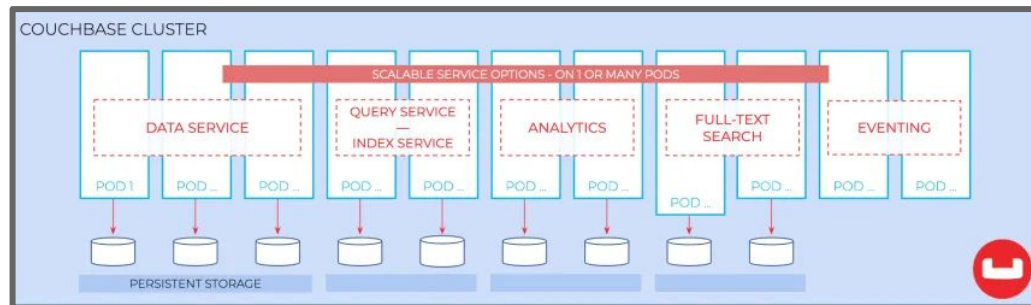 COUCHBASE CLUSTER
SCALABLE SERVICE OPTIONS - ON 1 OR MANY PODS
DATA SERVICE
QUERY SERVICE
—
INDEX SERVICE
ANALYTICS
FULL-TEXT
SEARCH
EVENTING
POD 1
POD ...
POD ...
POD ...
POD ...
POD ...
POD ...
POD ...
POD ...
POD ...
POD ...
PERSISTENT STORAGE